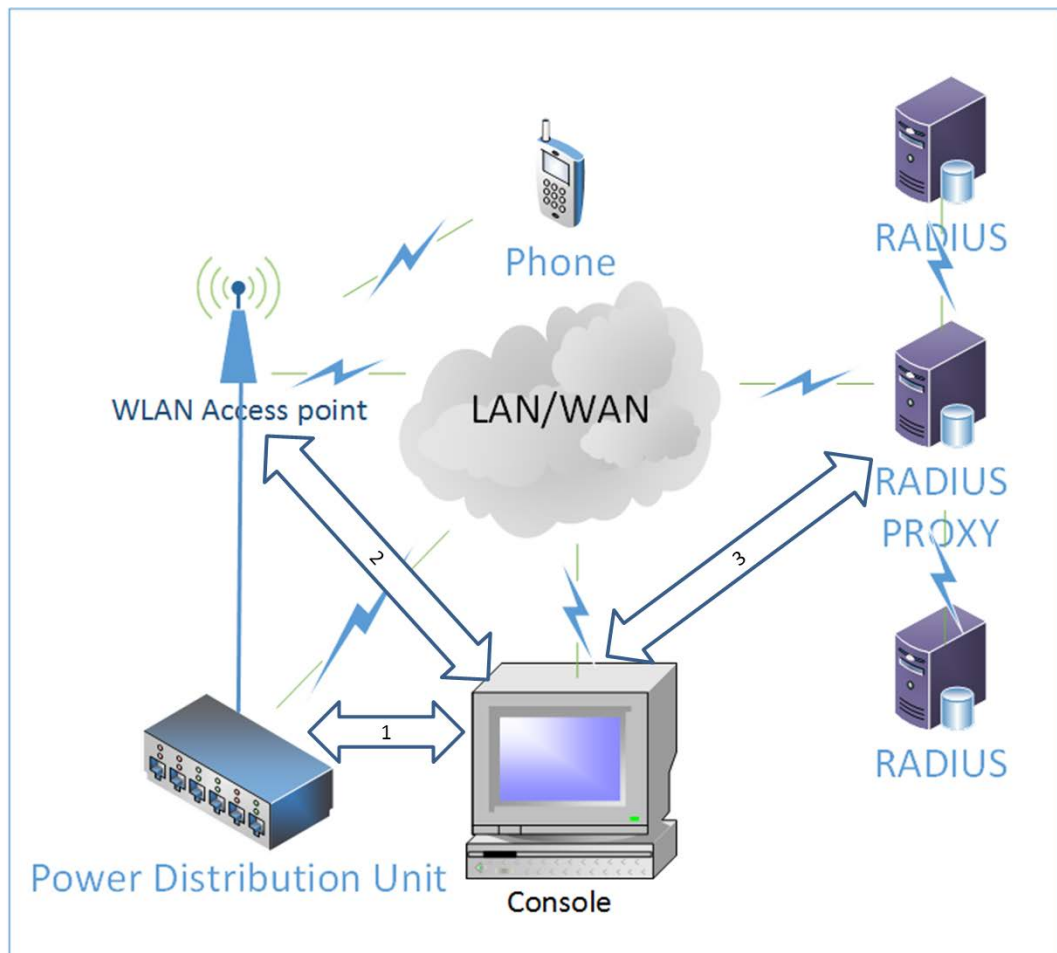 RADIUS
Phone
WLAN Access point
LAN/WAN
RADIUS
PROXY
2
3
1
RADIUS
Power Distribution Unit
Console